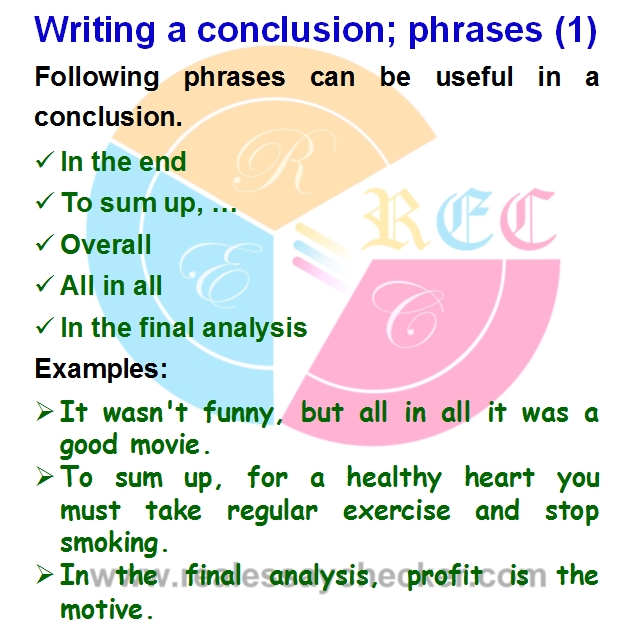 Writing a conclusion; phrases (1)
Following phrases can be useful in a
conclusion.
✓ In the end
✓ To sum up, …
✓ Overall
✓ All in all
✓ In the final analysis
Examples:
➢ It wasn't funny, but all in all it was a
good movie.
➢ To sum up, for a healthy heart you
must take regular exercise and stop
smoking.
➢ In the final analysis, profit is the
motive.
R
E
C
REC
www.realessaychecker.com